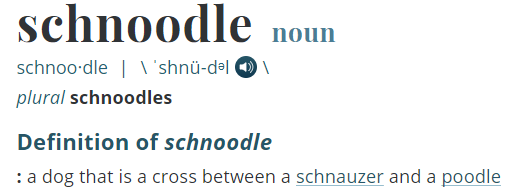 schnoodle noun
schnoo·dle | \ ˈshnü-dᵊl \
plural schnoodles
Definition of schnoodle
: a dog that is a cross between a schnauzer and a poodle